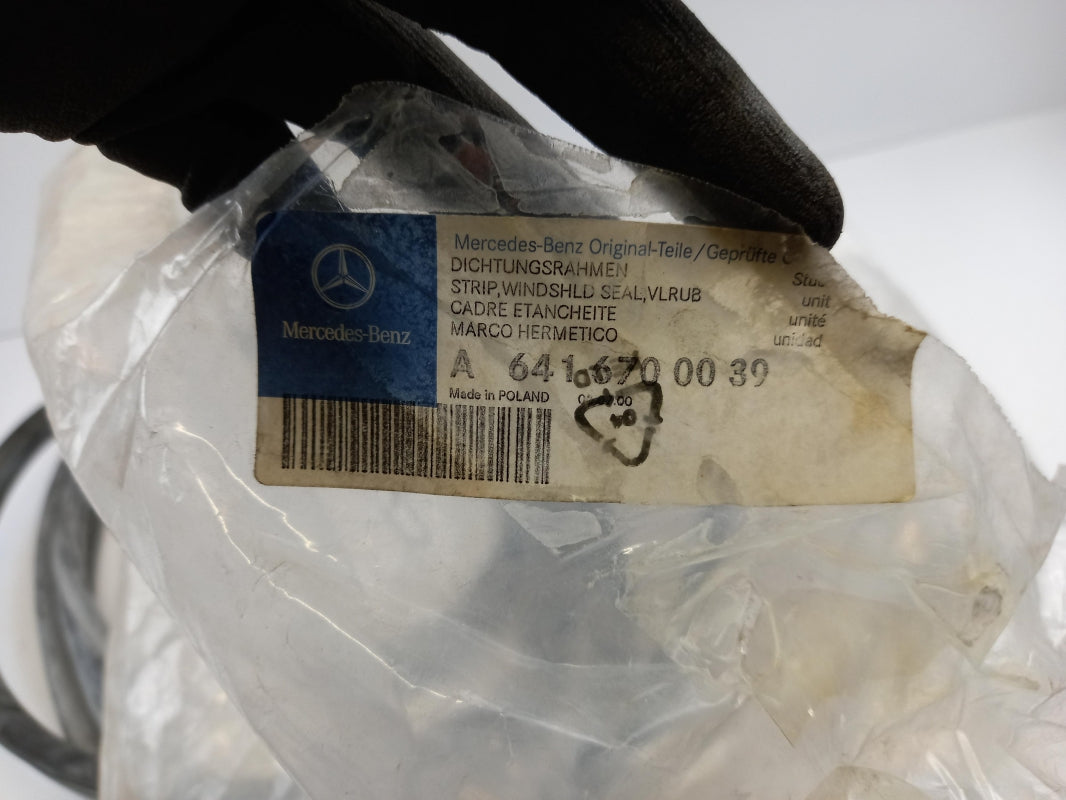 Mercedes-Benz
Mercedes-Benz Original-Teile/Geprüfte
DICHTUNGSRAHMEN
STRIP,WINDSHLD SEAL,VLRUB
CADRE ETANCHEITE
MARCO HERMETICO
unit
unité
unidad
A 641 670 00 39
Made in POLAND